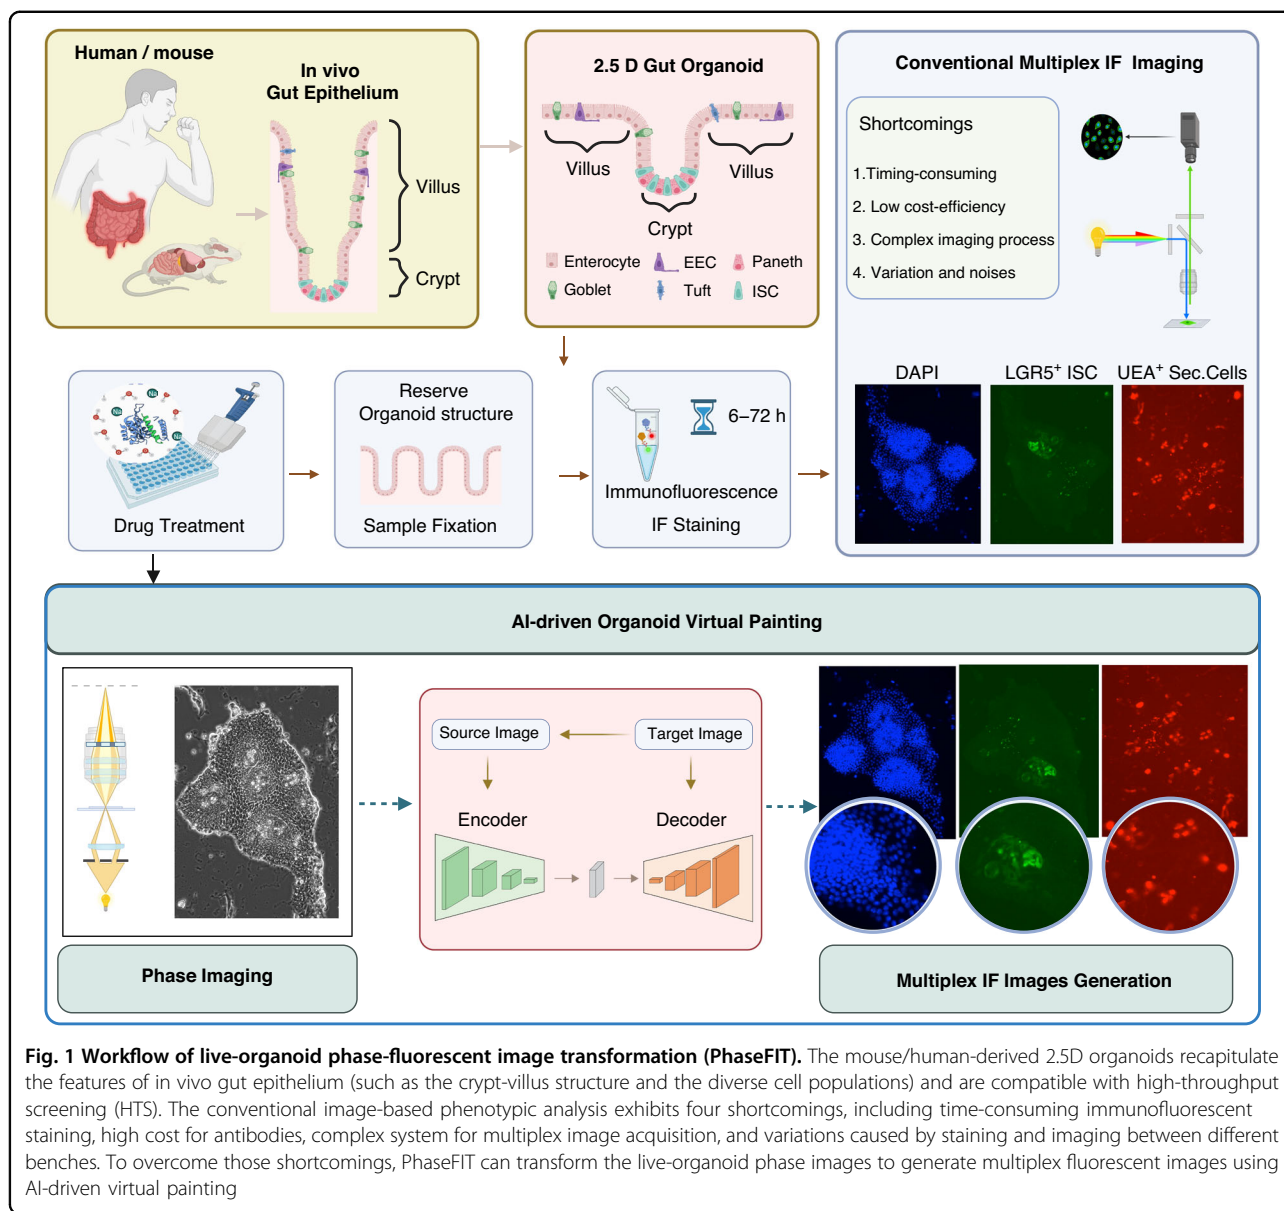 Human / mouse
In vivo
Gut Epithelium
Villus
Crypt
2.5 D Gut Organoid
Villus
Villus
Crypt
Enterocyte
EEC
Paneth
Goblet
Tuft
ISC
Conventional Multiplex IF Imaging
Shortcomings
1.Timing-consuming
2. Low cost-efficiency
3. Complex imaging process
4. Variation and noises
DAPI
LGR5+ ISC
UEA+ Sec.Cells
Na
Na
Na
Drug Treatment
Reserve
Organoid structure
Sample Fixation
6–72 h
Immunofluorescence
IF Staining
AI-driven Organoid Virtual Painting
Source Image
Target Image
Encoder
Decoder
Phase Imaging
Multiplex IF Images Generation
Fig. 1 Workflow of live-organoid phase-fluorescent image transformation (PhaseFIT). The mouse/human-derived 2.5D organoids recapitulate
the features of in vivo gut epithelium (such as the crypt-villus structure and the diverse cell populations) and are compatible with high-throughput
screening (HTS). The conventional image-based phenotypic analysis exhibits four shortcomings, including time-consuming immunofluorescent
staining, high cost for antibodies, complex system for multiplex image acquisition, and variations caused by staining and imaging between different
benches. To overcome those shortcomings, PhaseFIT can transform the live-organoid phase images to generate multiplex fluorescent images using
AI-driven virtual painting